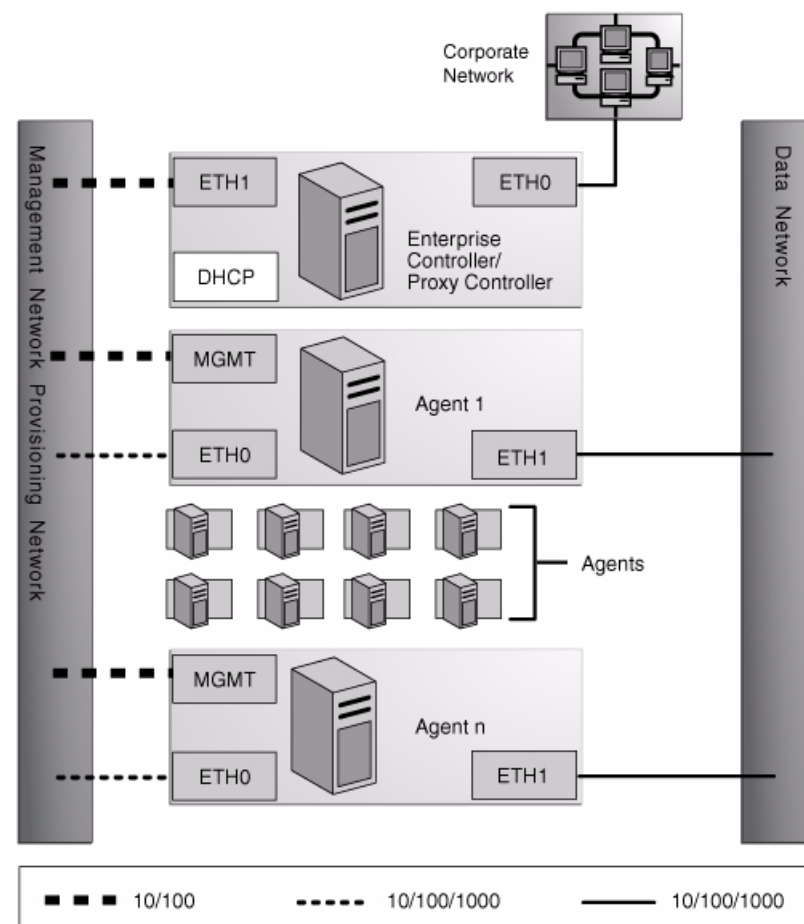 Corporate
Network
Management Network Provisioning Network
Data Network
ETH1
ETH0
Enterprise
Controller/
Proxy Controller
DHCP
MGMT
Agent 1
ETH0
ETH1
Agents
MGMT
Agent n
ETH0
ETH1
10/100
10/100/1000
10/100/1000